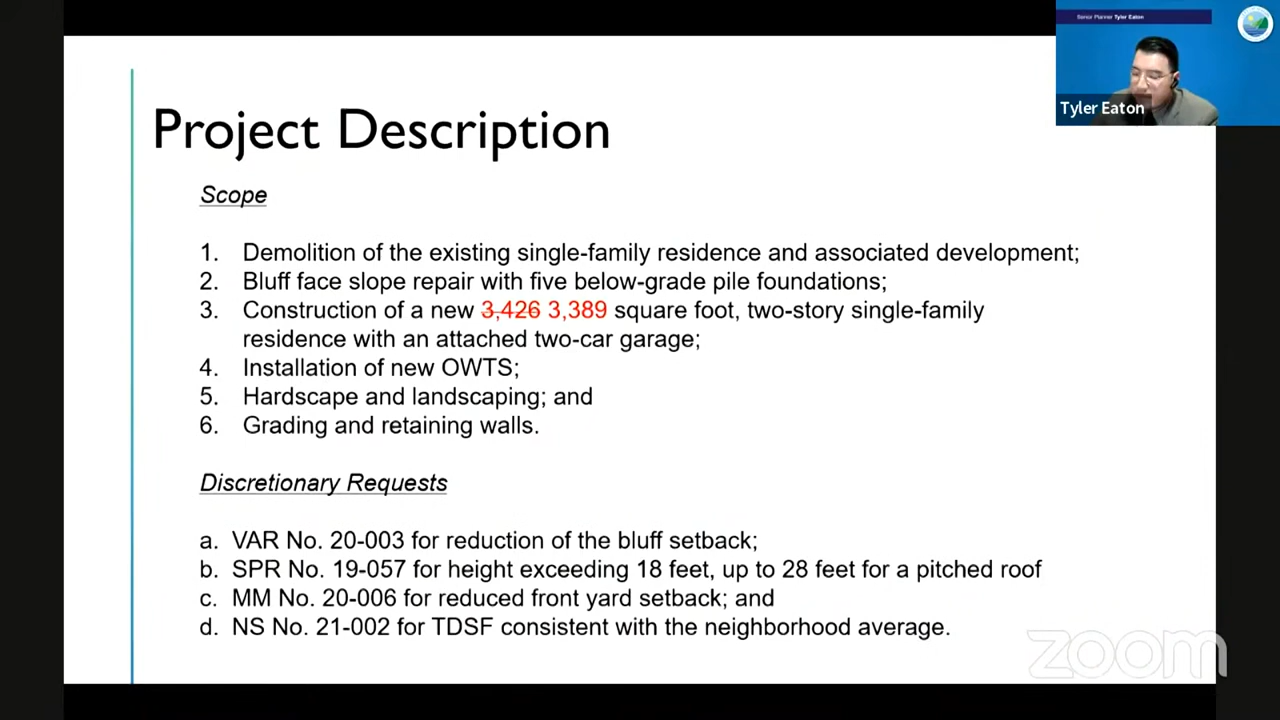 Senior Planner Tyler Eaton
Tyler Eaton
Project Description
Scope
1. Demolition of the existing single-family residence and associated development;
2. Bluff face slope repair with five below-grade pile foundations;
3. Construction of a new 3,426 3,389 square foot, two-story single-family
residence with an attached two-car garage;
4. Installation of new OWTS;
5. Hardscape and landscaping; and
6. Grading and retaining walls.
Discretionary Requests
a. VAR No. 20-003 for reduction of the bluff setback;
b. SPR No. 19-057 for height exceeding 18 feet, up to 28 feet for a pitched roof
c. MM No. 20-006 for reduced front yard setback; and
d. NS No. 21-002 for TDSF consistent with the neighborhood average.
zoom